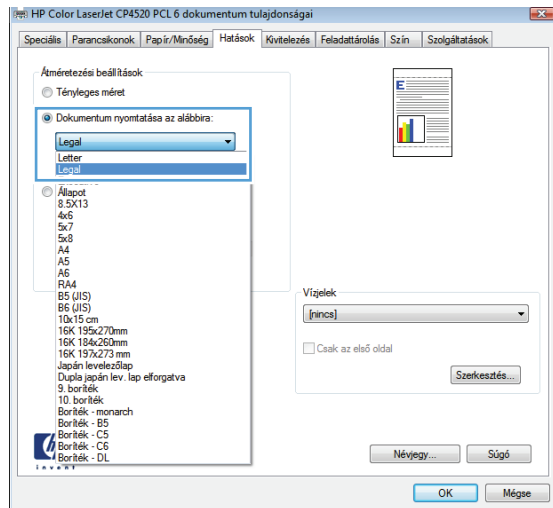 HP Color LaserJet CP4520 PCL 6 dokumentum tulajdonságai
Speciális Parancsikonok Papír/Minőség Hatások Kivitelezés Feladattárolás Szín Szolgáltatások
Átméretezési beállítások
Tényleges méret
Dokumentum nyomtatása az alábbira:
Legal
Letter
Legal
Állapot
8.5X13
4x6
5x7
5x8
A4
A5
A6
RA4
B5 (JIS)
B6 (JIS)
10x15 cm
16K 195x270mm
16K 184x260 mm
16K 197x273 mm
Japán levelezőlap
Dupla japán lev. lap elforgatva
9. boríték
10. boríték
Boríték - monarch
Boríték - B5
Boríték - C5
Boríték - C6
Boríték - DL
E
Vízjelek
[nincs]
Csak az első oldal
Szerkesztés...
invent
Névjegy... Súgó
OK Mégse